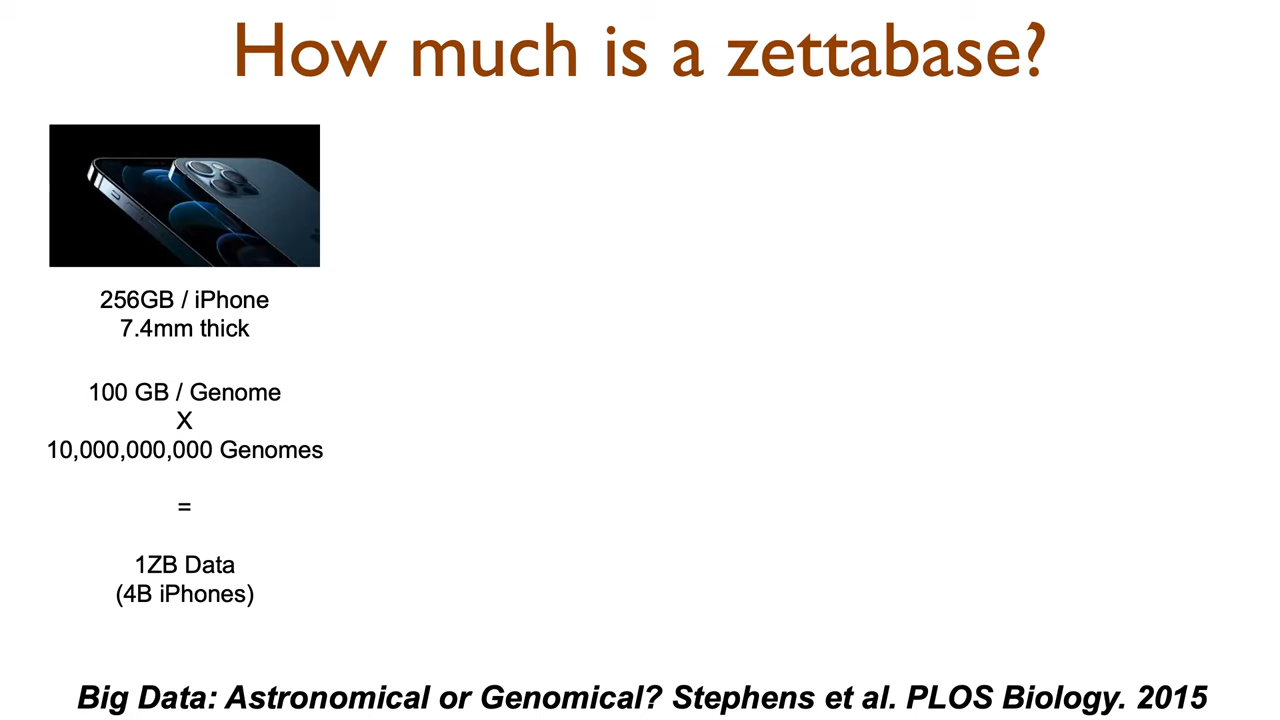 How much is a zettabase?
256GB / iPhone
7.4mm thick
100 GB / Genome
X
10,000,000,000 Genomes
=
1ZB Data
(4B iPhones)
Big Data: Astronomical or Genomical? Stephens et al. PLOS Biology. 2015